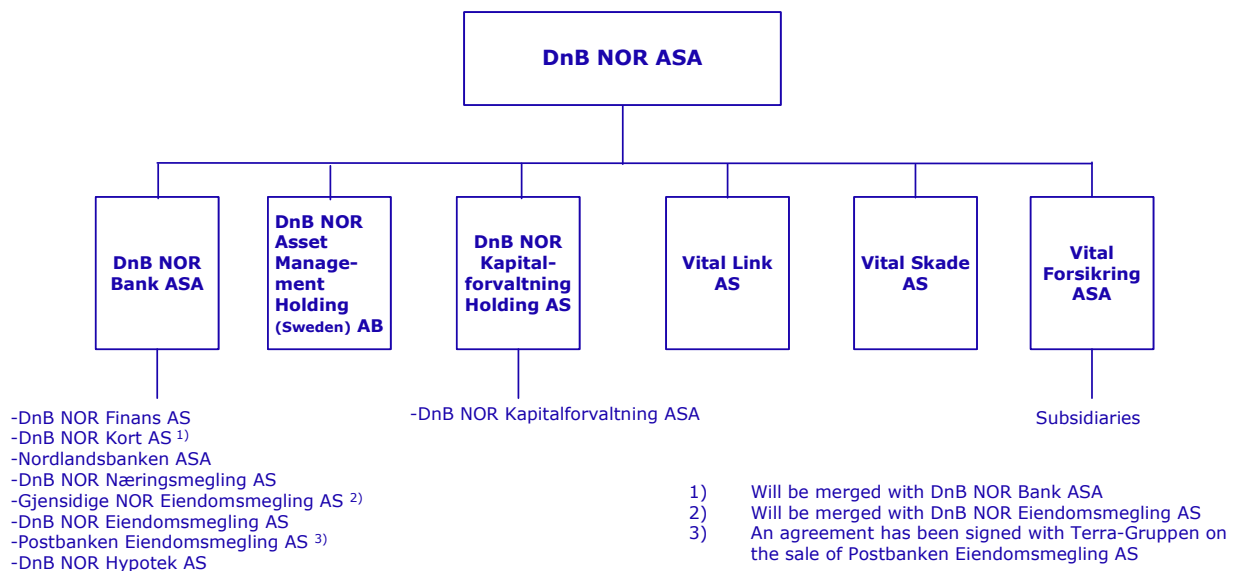 DnB NOR ASA
DnB NOR
Bank ASA
DnB NOR
Asset
Manage-
ment
Holding
(Sweden) AB
DnB NOR
Kapital-
forvaltning
Holding AS
Vital Link
AS
Vital Skade
AS
Vital
Forsikring
ASA
-DnB NOR Finans AS
-DnB NOR Kort AS 1)
-Nordlandsbanken ASA
-DnB NOR Næringsmegling AS
-Gjensidige NOR Eiendomsmegling AS 2)
-DnB NOR Eiendomsmegling AS
-Postbanken Eiendomsmegling AS 3)
-DnB NOR Hypotek AS
-DnB NOR Kapitalforvaltning ASA
Subsidiaries
1) Will be merged with DnB NOR Bank ASA
2) Will be merged with DnB NOR Eiendomsmegling AS
3) An agreement has been signed with Terra-Gruppen on
the sale of Postbanken Eiendomsmegling AS